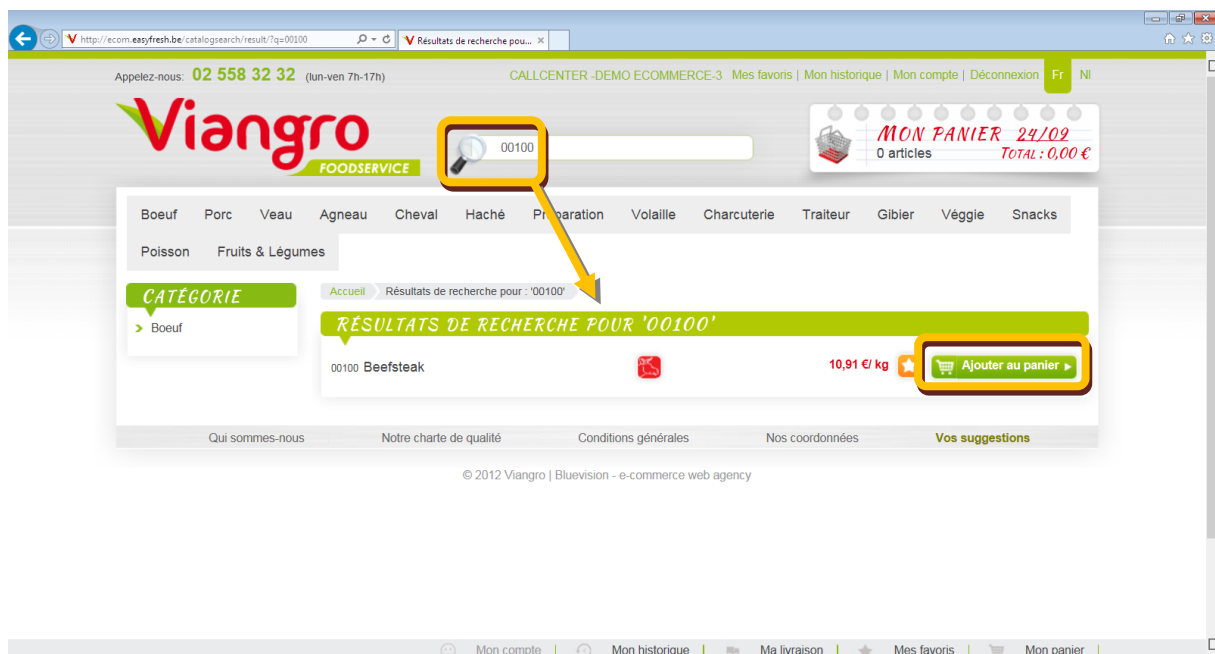 http://ecom.easyfresh.be/catalogsearch/result/?q=00100
Résultats de recherche pou...
Appelez-nous: 02 558 32 32 (lun-ven 7h-17h)
CALLCENTER -DEMO ECOMMERCE-3 Mes favoris | Mon historique | Mon compte | Déconnexion Fr Nl
Viangro
FOODSERVICE
00100
MON PANIER 24/09
0 articles TOTAL : 0,00 €
Boeuf Porc Veau Agneau Cheval Haché Préparation Volaille Charcuterie Traiteur Gibier Véggie Snacks
Poisson Fruits & Légumes
CATÉGORIE
Boeuf
Accueil Résultats de recherche pour : '00100'
RÉSULTATS DE RECHERCHE POUR '00100'
00100 Beefsteak 10,91 €/ kg Ajouter au panier
Qui sommes-nous Notre charte de qualité Conditions générales Nos coordonnées Vos suggestions
© 2012 Viangro | Bluevision - e-commerce web agency
Mon compte | Mon historique | Ma livraison | Mes favoris | Mon panier |